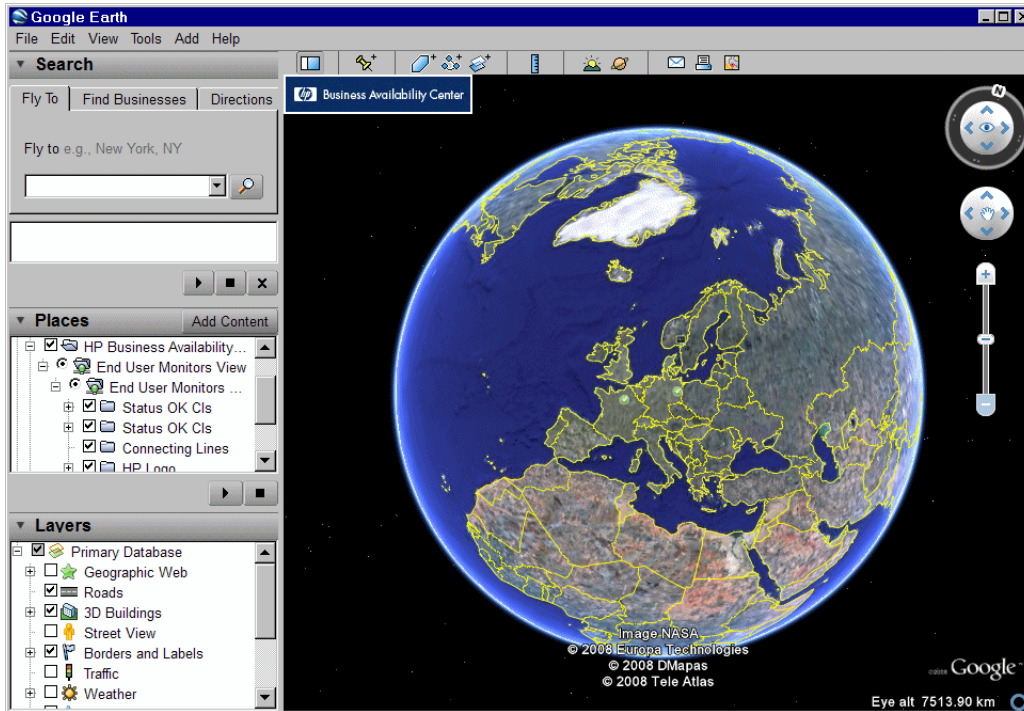 Google Earth
File Edit View Tools Add Help
Search
Fly To Find Businesses Directions
Fly to e.g., New York, NY
Places Add Content
HP Business Availability...
End User Monitors View
End User Monitors ...
Status OK CIs
Status OK CIs
Connecting Lines
HP Logo
Layers
Primary Database
Geographic Web
Roads
3D Buildings
Street View
Borders and Labels
Traffic
Weather
hp Business Availability Center
N
Image NASA
© 2008 Europa Technologies
© 2008 DMapas
© 2008 Tele Atlas
Google
Eye alt 7513.90 km